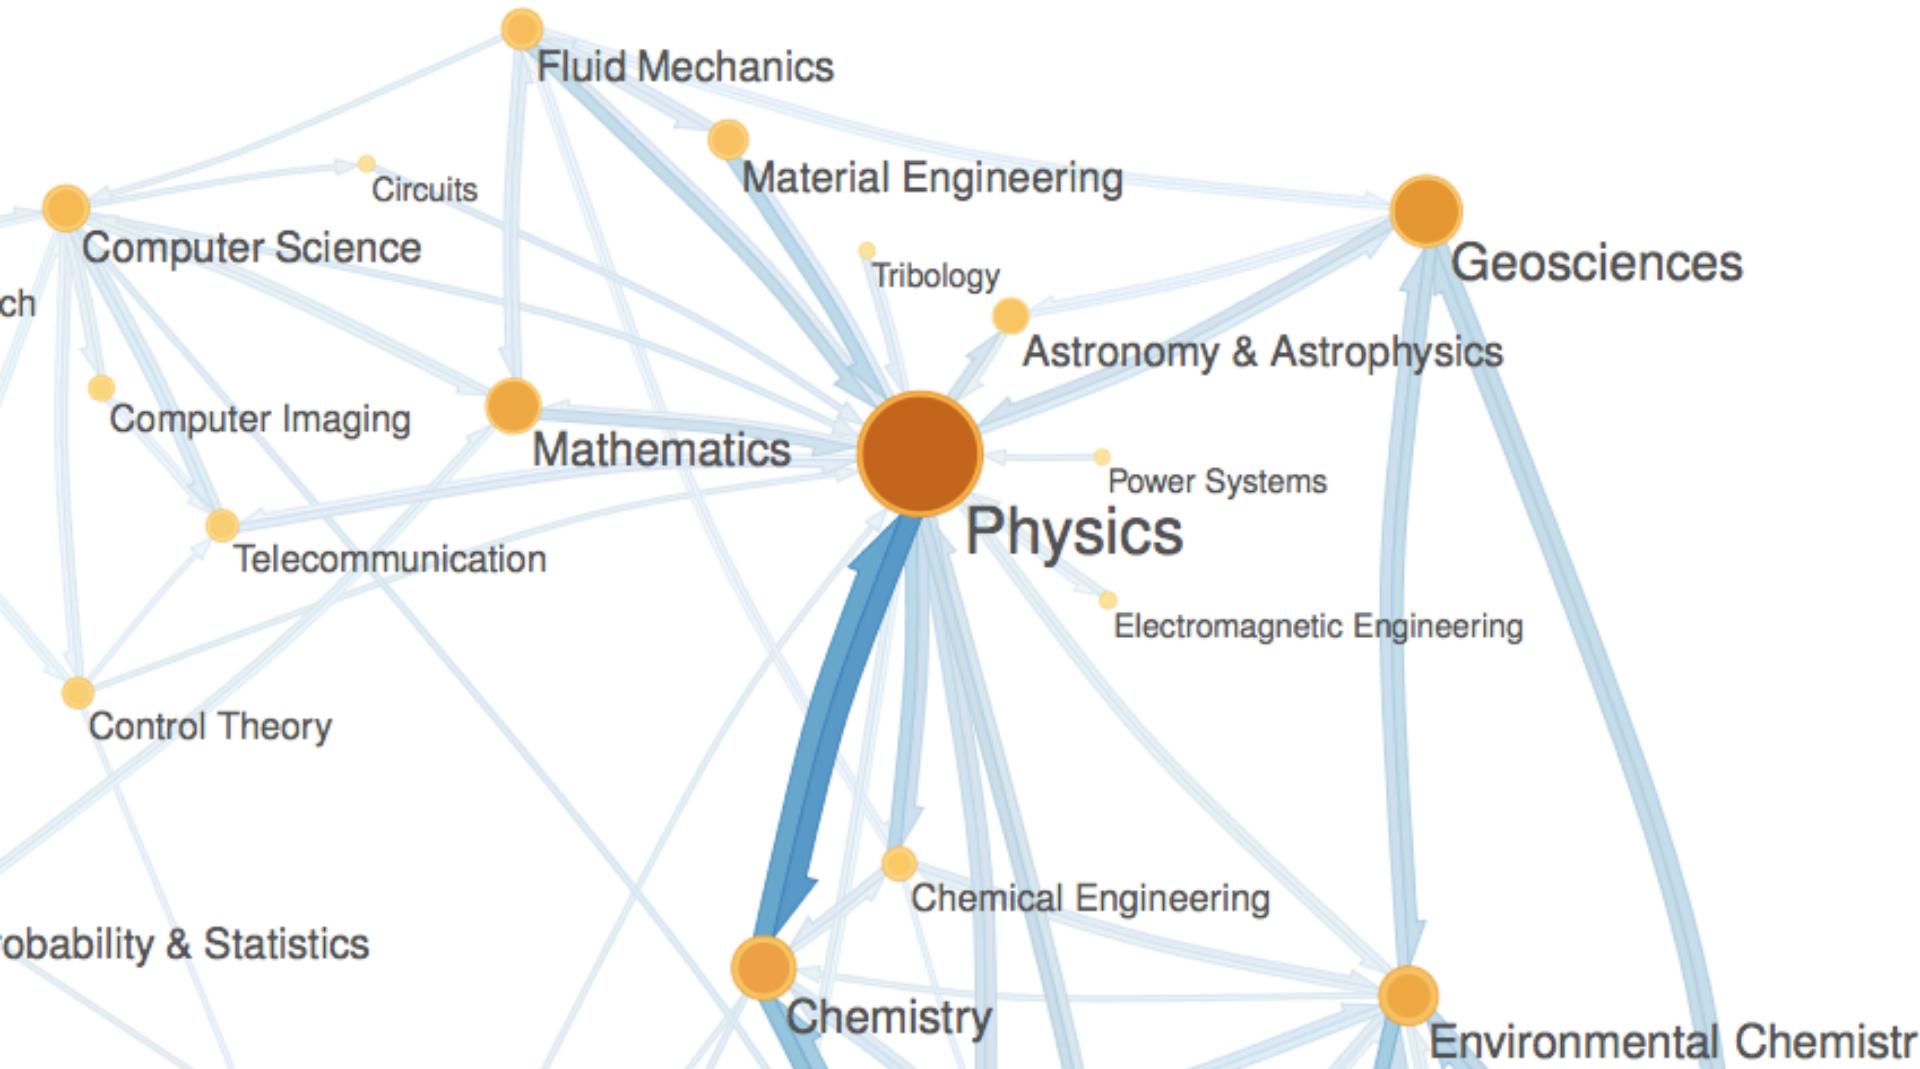 Fluid Mechanics
Material Engineering
Circuits
Computer Science
Geosciences
Tribology
ch
Astronomy & Astrophysics
Computer Imaging
Mathematics
Power Systems
Physics
Telecommunication
Electromagnetic Engineering
Control Theory
Chemical Engineering
robability & Statistics
Chemistry
Environmental Chemistr